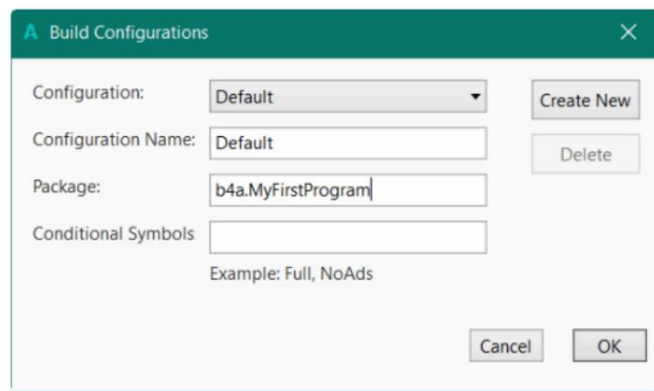 A Build Configurations
Configuration: Default Create New
Configuration Name: Default Delete
Package: b4a.MyFirstProgram
Conditional Symbols
Example: Full, NoAds
Cancel OK